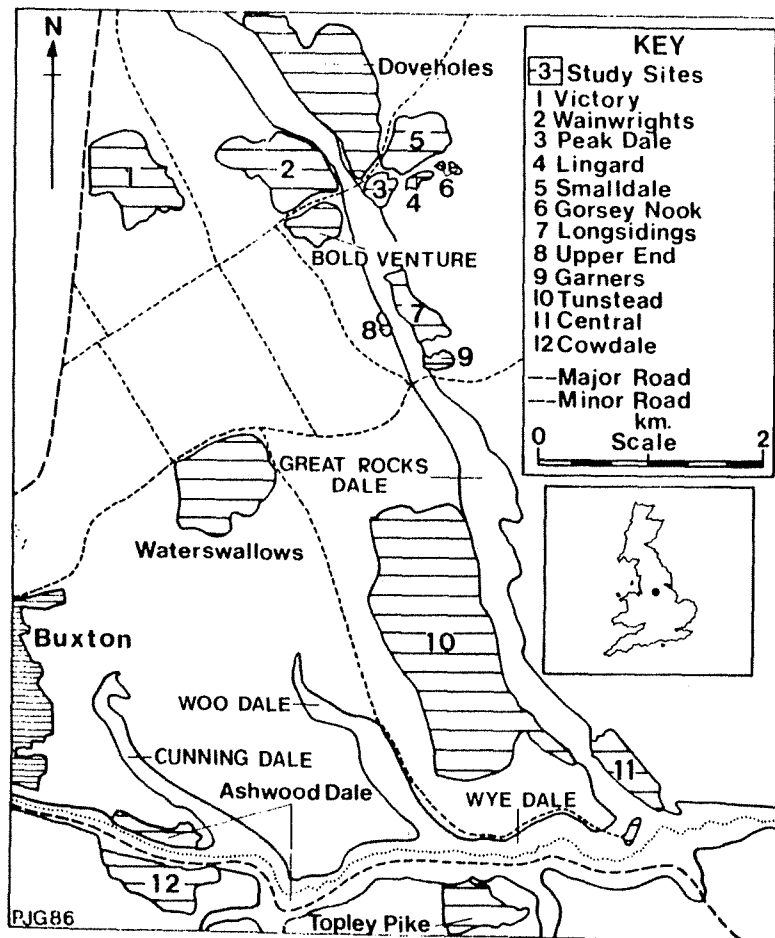 N
Doveholes
2
5
3
4
6
BOLD VENTURE
7
8
9
GREAT ROCKS
DALE
Waterswallows
10
Buxton
WOO DALE
CUNNING DALE
Ashwood Dale
WYE DALE
11
12
Topley Pike
PJG86
KEY
3 Study Sites
1 Victory
2 Wainwrights
3 Peak Dale
4 Lingard
5 Smalldale
6 Gorsey Nook
7 Longsidings
8 Upper End
9 Garners
10 Tunstead
11 Central
12 Cowdale
Major Road
Minor Road
km.
0 2
Scale